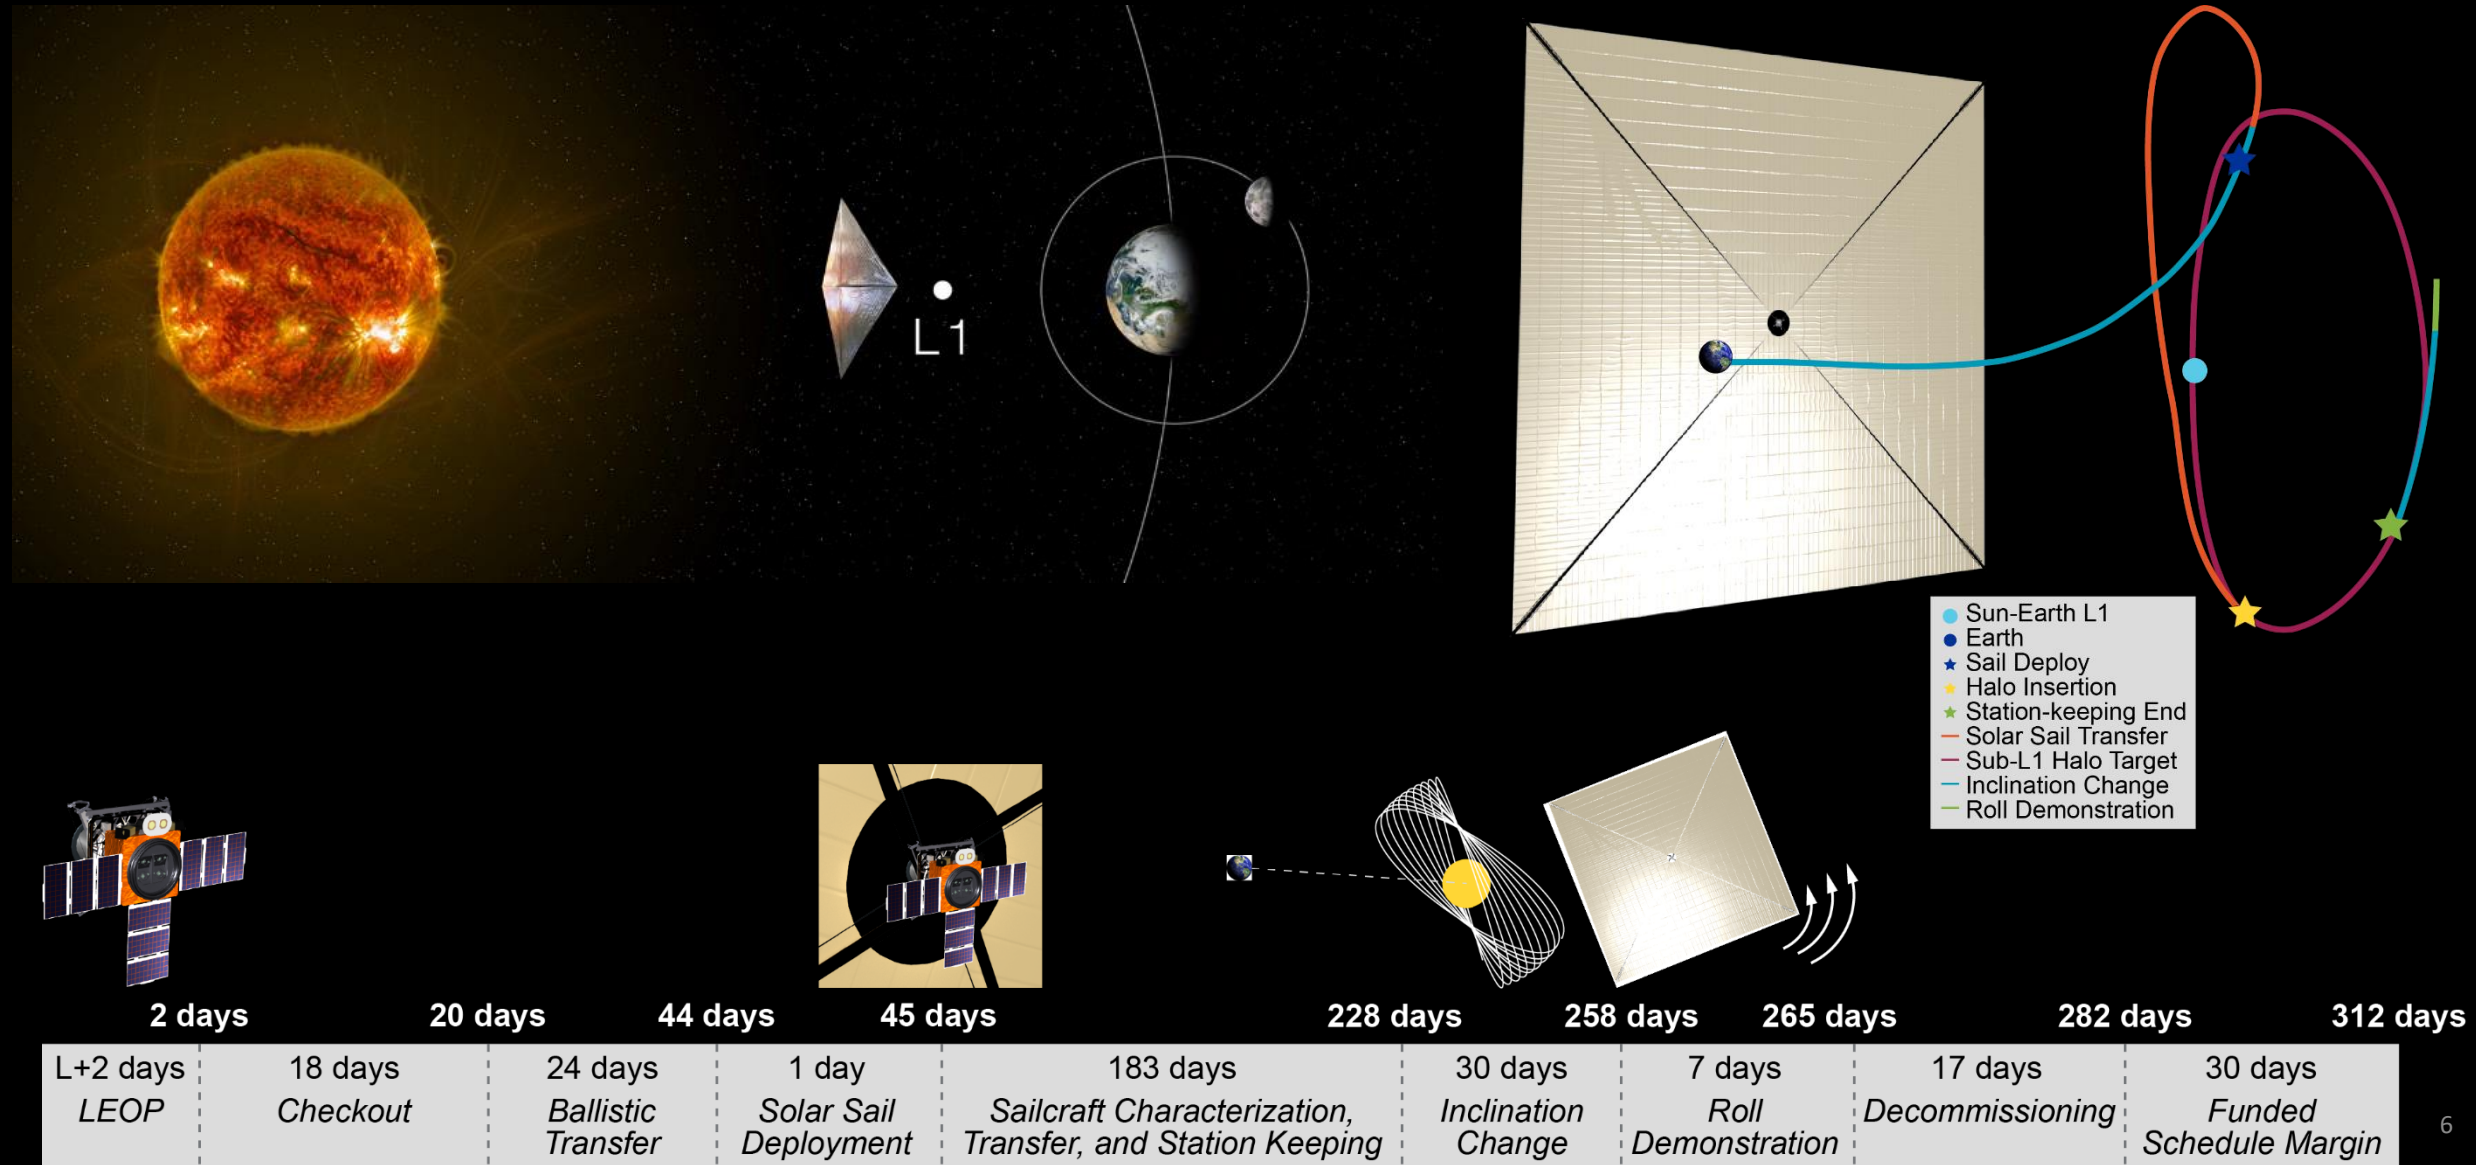 L1
Sun-Earth L1
Earth
Sail Deploy
Halo Insertion
Station-keeping End
Solar Sail Transfer
Sub-L1 Halo Target
Inclination Change
Roll Demonstration
2 days
20 days
44 days
45 days
228 days
258 days
265 days
282 days
312 days
L+2 days
LEOP
18 days
Checkout
24 days
Ballistic
Transfer
1 day
Solar Sail
Deployment
183 days
Sailcraft Characterization,
Transfer, and Station Keeping
30 days
Inclination
Change
7 days
Roll
Demonstration
17 days
Decommissioning
30 days
Funded
Schedule Margin
6